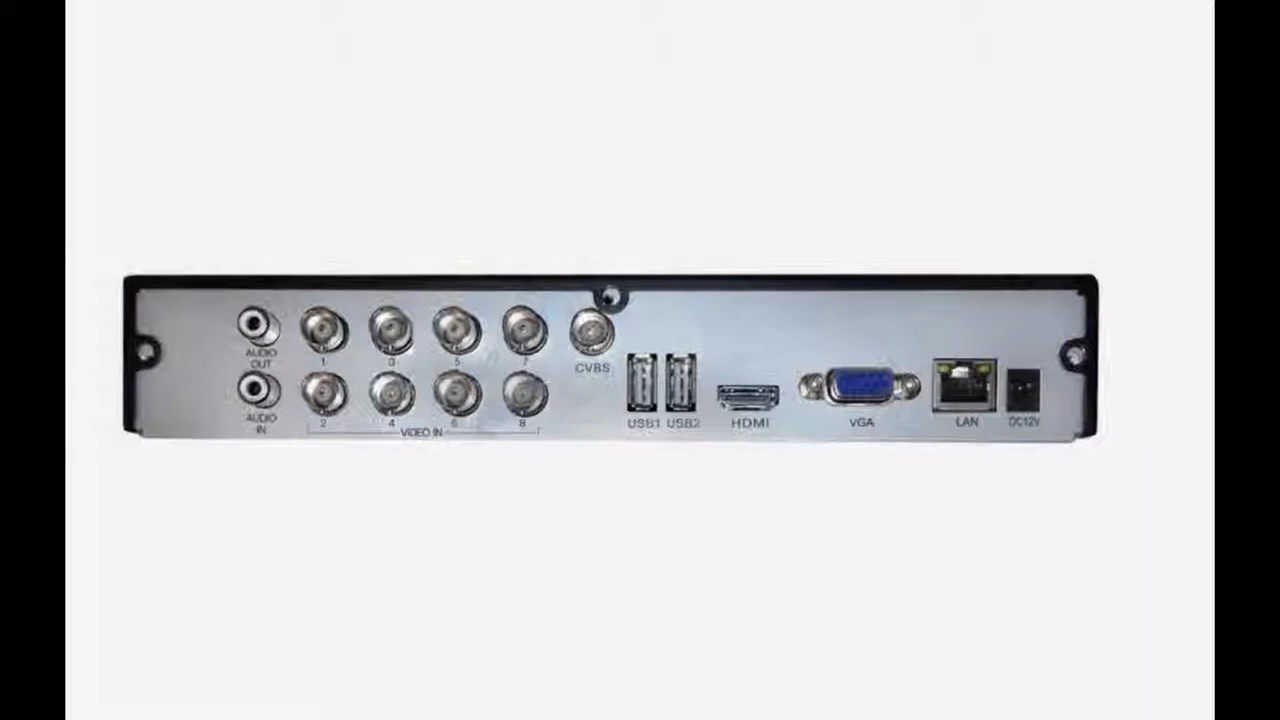 AUDIO
OUT
1
3
5
7
CVBS
AUDIO
IN
2
4
6
8
VIDEO IN
USB1
USB2
HDMI
VGA
LAN
DC12V